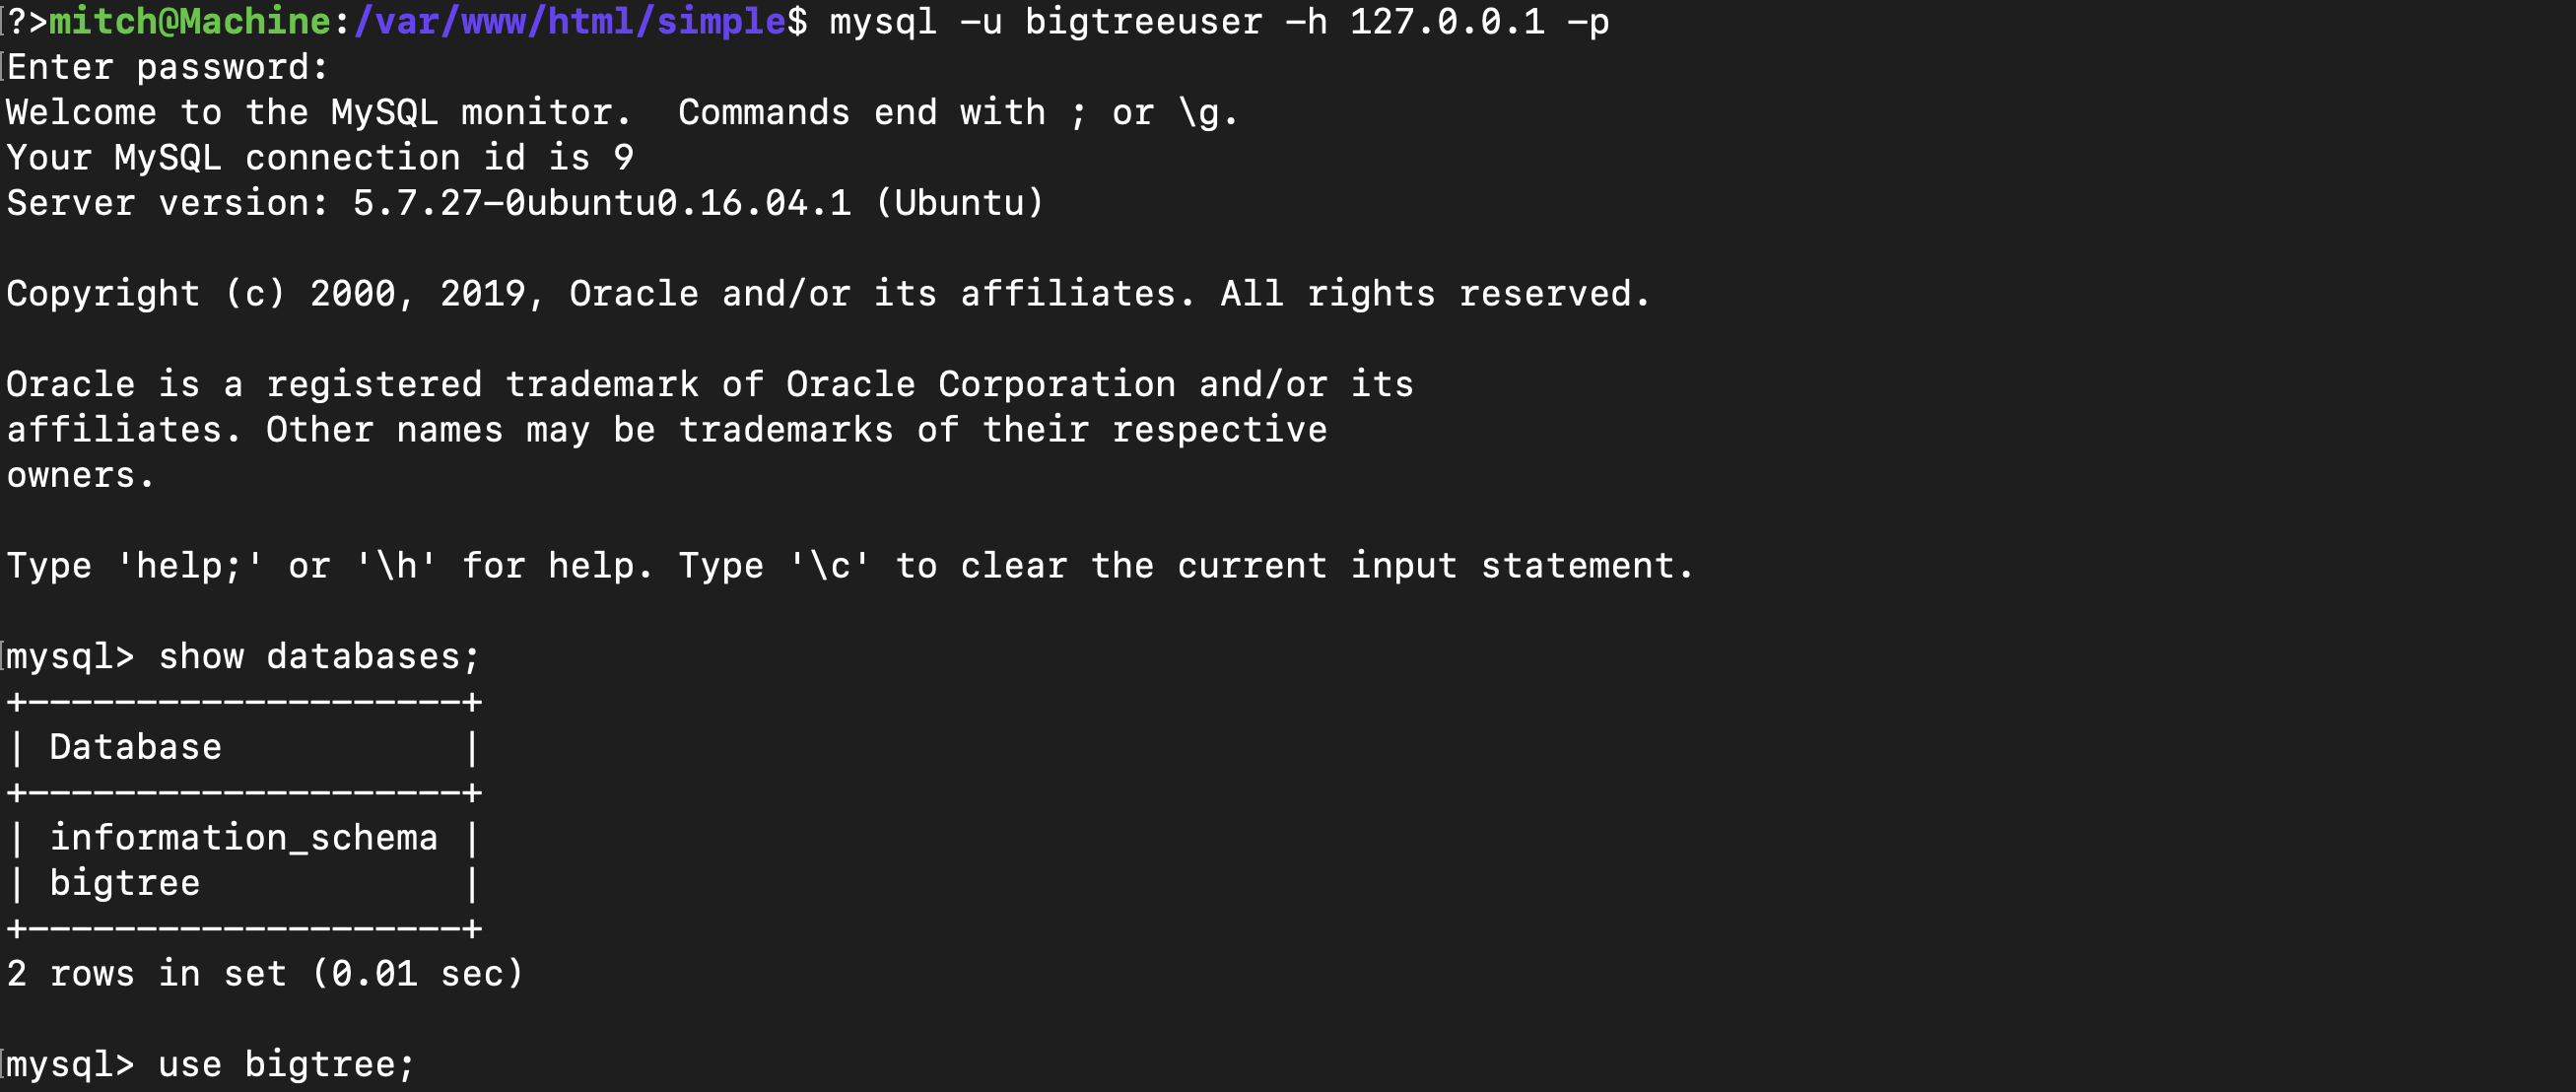 ?>mitch@Machine:/var/www/html/simple$ mysql -u bigtreeuser -h 127.0.0.1 -p
Enter password:
Welcome to the MySQL monitor.  Commands end with ; or \g.
Your MySQL connection id is 9
Server version: 5.7.27-0ubuntu0.16.04.1 (Ubuntu)

Copyright (c) 2000, 2019, Oracle and/or its affiliates. All rights reserved.

Oracle is a registered trademark of Oracle Corporation and/or its
affiliates. Other names may be trademarks of their respective
owners.

Type 'help;' or '\h' for help. Type '\c' to clear the current input statement.

mysql> show databases;
+--------------------+
| Database           |
+--------------------+
| information_schema |
| bigtree            |
+--------------------+
2 rows in set (0.01 sec)

mysql> use bigtree;